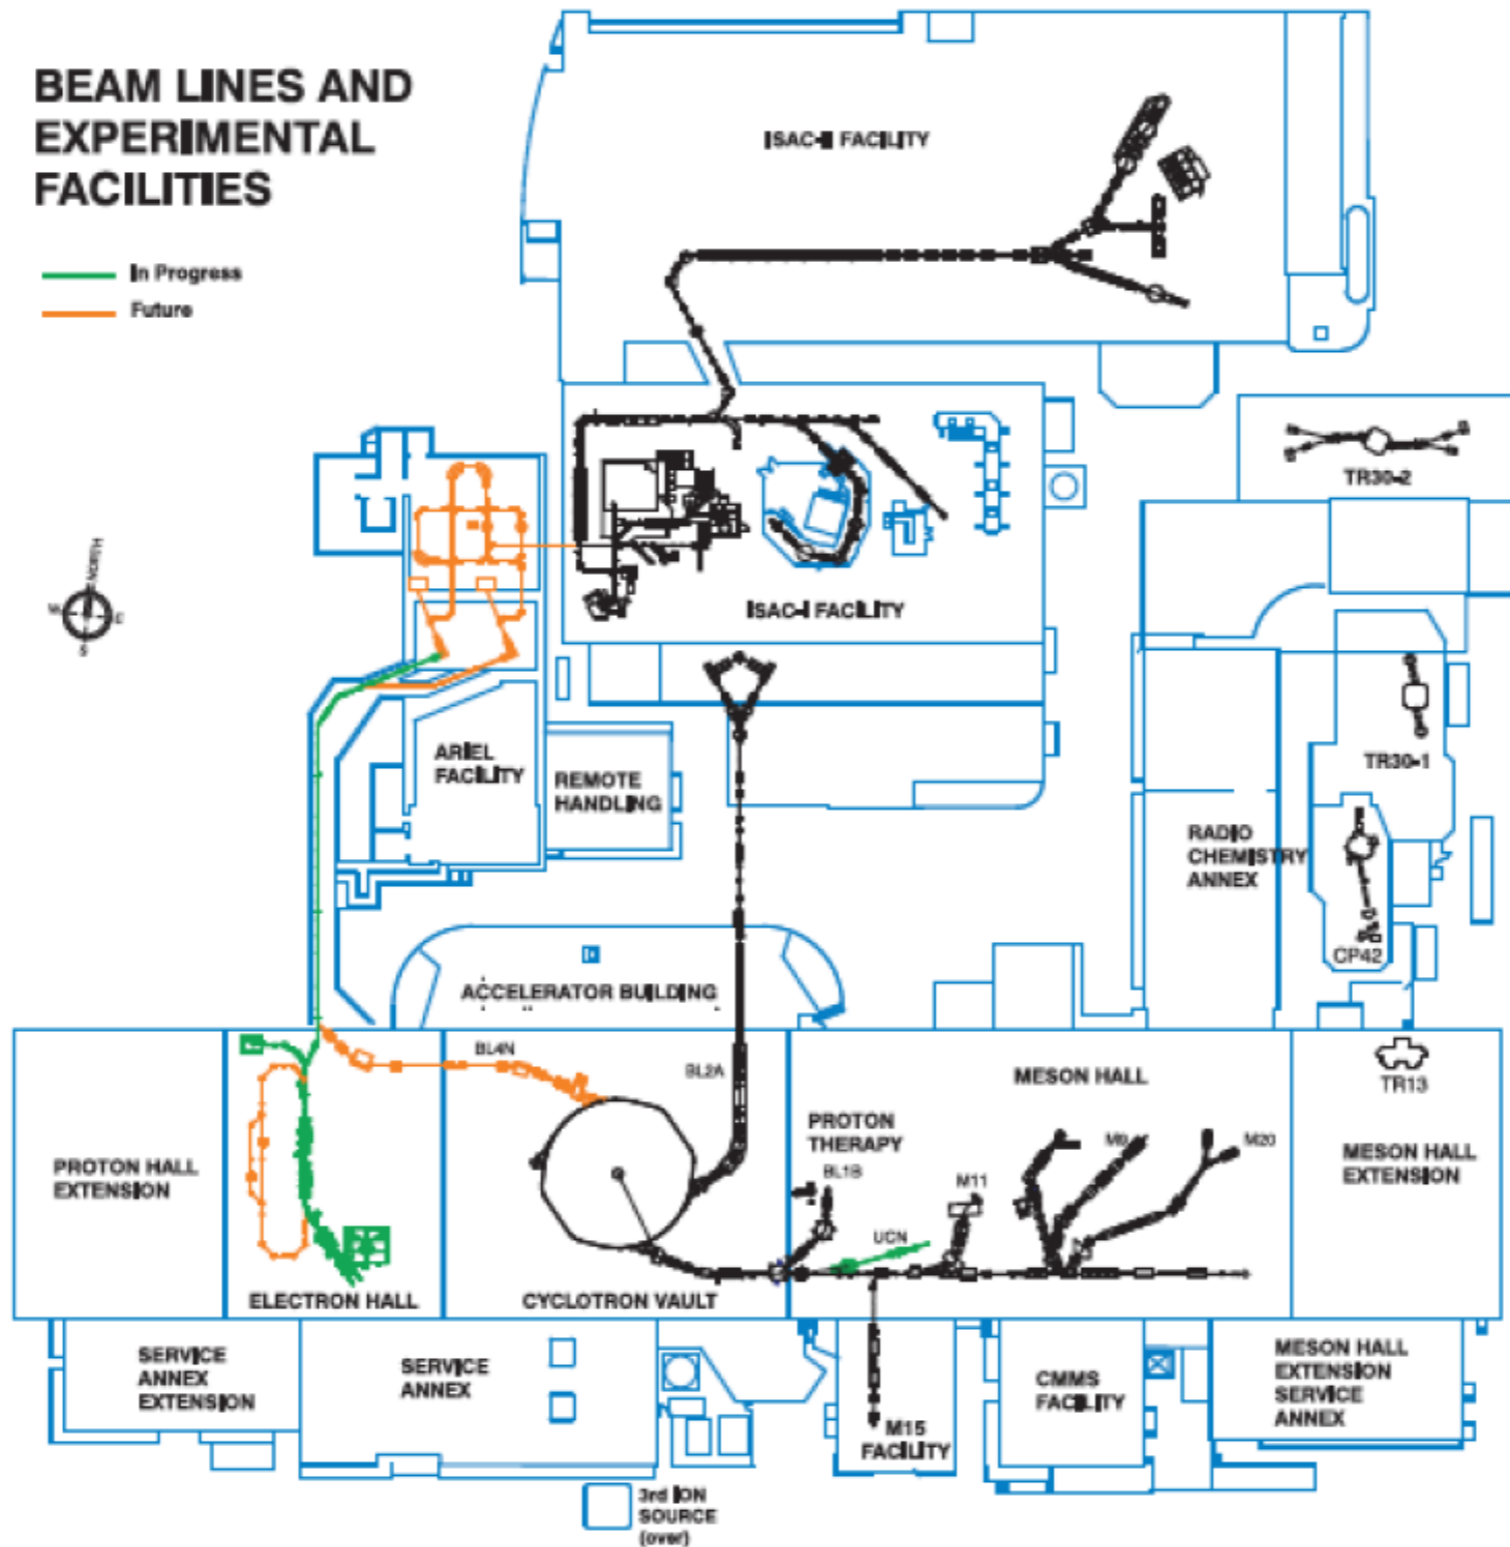 BEAM LINES AND
EXPERIMENTAL
FACILITIES
In Progress
Future
ISAC-II FACILITY
TR30-2
NORTH
W
E
S
ISAC-I FACILITY
TR30-1
ARIEL
FACILITY
REMOTE
HANDLING
RADIO
CHEMISTRY
ANNEX
CP42
ACCELERATOR BUILDING
BL4N
BL2A
MESON HALL
TR13
PROTON
THERAPY
BL1B
M9
M20
M11
PROTON HALL
EXTENSION
MESON HALL
EXTENSION
UCN
ELECTRON HALL
CYCLOTRON VAULT
SERVICE
ANNEX
EXTENSION
SERVICE
ANNEX
M15
FACILITY
CMMS
FACILITY
MESON HALL
EXTENSION
SERVICE
ANNEX
3rd ION
SOURCE
(over)